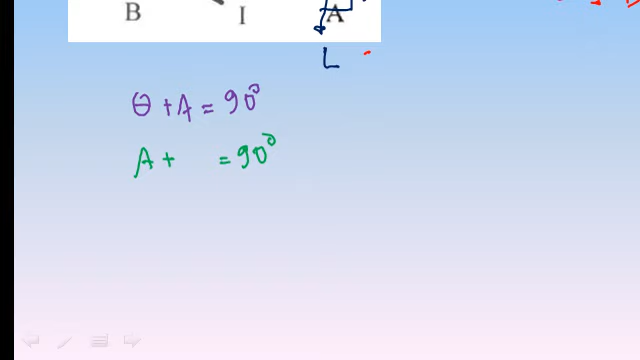 B I A
L
θ + A = 90°
A + = 90°